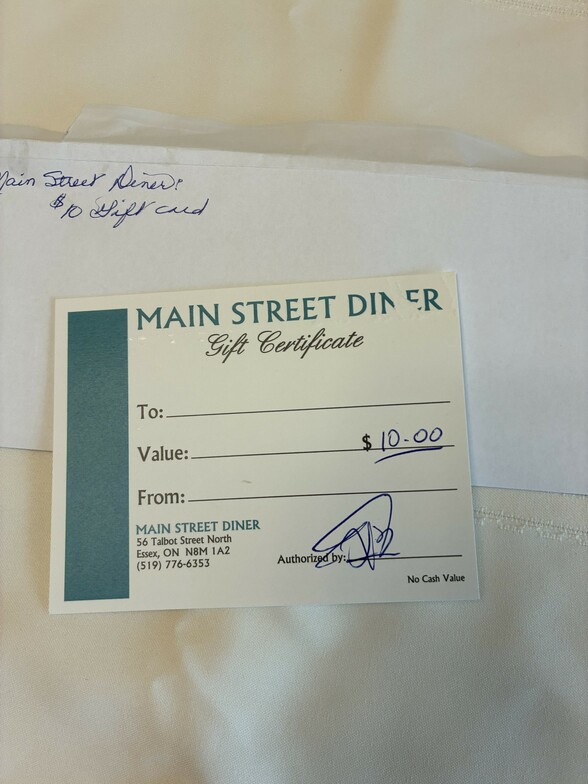 Main Street Diner:
$10 Gift card
MAIN STREET DINER
Gift Certificate
To:
Value: $ 10.00
From:
MAIN STREET DINER
56 Talbot Street North
Essex, ON N8M 1A2
(519) 776-6353
Authorized by:
No Cash Value